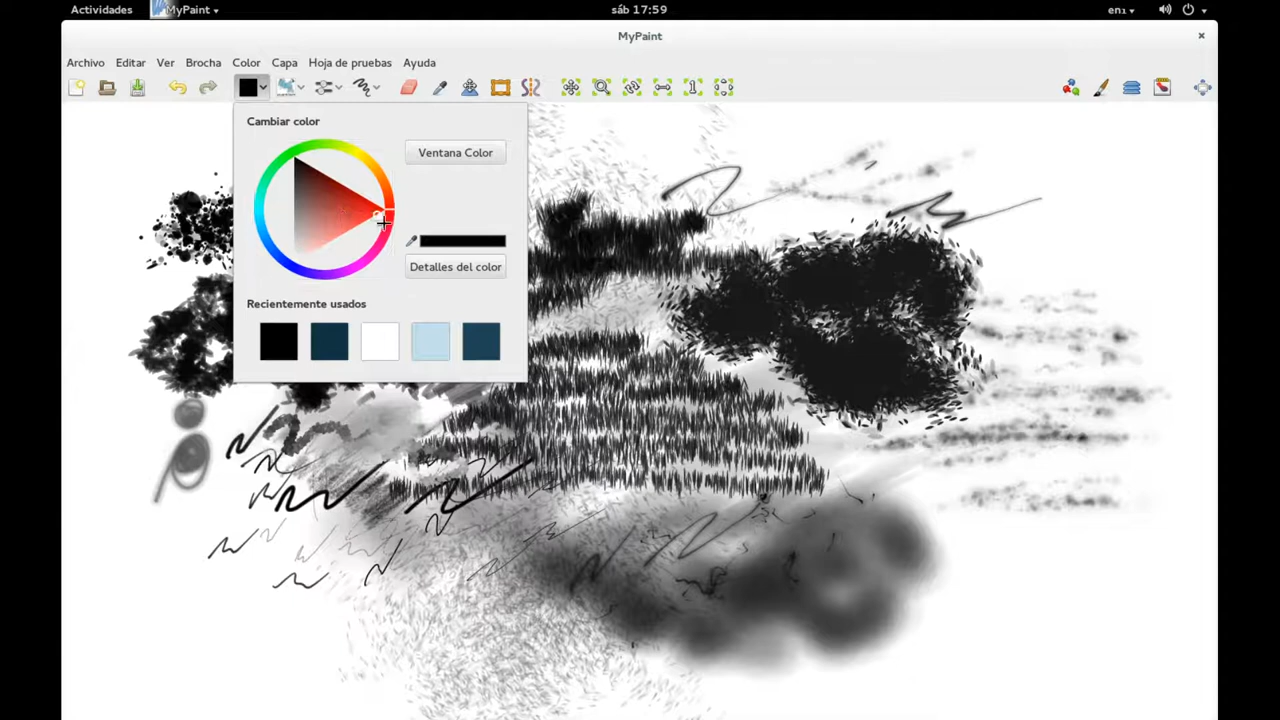 Actividades MyPaint sáb 17:59 en₁
MyPaint
Archivo Editar Ver Brocha Color Capa Hoja de pruebas Ayuda
1
Cambiar color
Ventana Color
Detalles del color
Recientemente usados